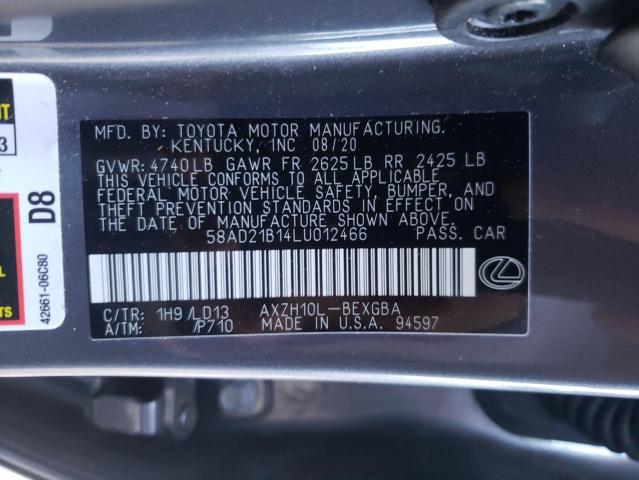 MFD. BY: TOYOTA MOTOR MANUFACTURING.
KENTUCKY, INC 08/20
GVWR: 4740LB GAWR FR 2625LB RR 2425 LB
THIS VEHICLE CONFORMS TO ALL APPLICABLE
FEDERAL MOTOR VEHICLE SAFETY, BUMPER, AND
THEFT PREVENTION STANDARDS IN EFFECT ON
THE DATE OF MANUFACTURE SHOWN ABOVE.
58AD21B14LU012466 PASS. CAR
C/TR: 1H9 /LD13 AXZH10L-BEXGBA
A/TM: /P710 MADE IN U.S.A. 94597
D8
42661-06C80
3